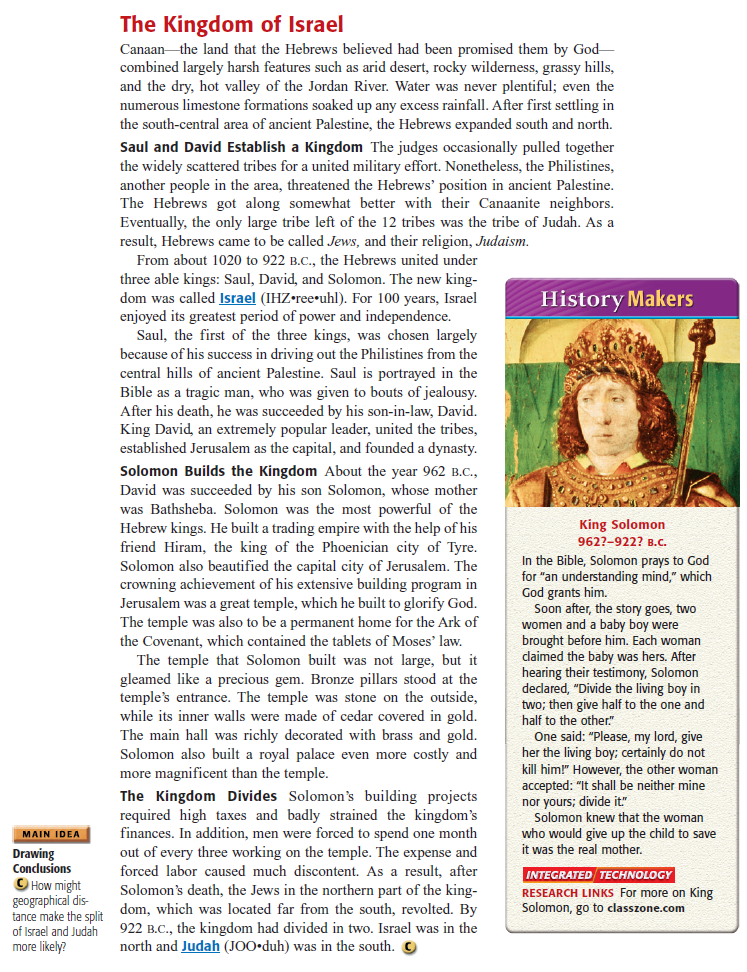 The Kingdom of Israel
Canaan—the land that the Hebrews believed had been promised them by God—
combined largely harsh features such as arid desert, rocky wilderness, grassy hills,
and the dry, hot valley of the Jordan River. Water was never plentiful; even the
numerous limestone formations soaked up any excess rainfall. After first settling in
the south-central area of ancient Palestine, the Hebrews expanded south and north.
Saul and David Establish a Kingdom The judges occasionally pulled together
the widely scattered tribes for a united military effort. Nonetheless, the Philistines,
another people in the area, threatened the Hebrews' position in ancient Palestine.
The Hebrews got along somewhat better with their Canaanite neighbors.
Eventually, the only large tribe left of the 12 tribes was the tribe of Judah. As a
result, Hebrews came to be called Jews, and their religion, Judaism.
From about 1020 to 922 B.C., the Hebrews united under
three able kings: Saul, David, and Solomon. The new king-
dom was called Israel (IHZ•ree•uhl). For 100 years, Israel
enjoyed its greatest period of power and independence.
Saul, the first of the three kings, was chosen largely
because of his success in driving out the Philistines from the
central hills of ancient Palestine. Saul is portrayed in the
Bible as a tragic man, who was given to bouts of jealousy.
After his death, he was succeeded by his son-in-law, David.
King David, an extremely popular leader, united the tribes,
established Jerusalem as the capital, and founded a dynasty.
Solomon Builds the Kingdom About the year 962 B.C.,
David was succeeded by his son Solomon, whose mother
was Bathsheba. Solomon was the most powerful of the
Hebrew kings. He built a trading empire with the help of his
friend Hiram, the king of the Phoenician city of Tyre.
Solomon also beautified the capital city of Jerusalem. The
crowning achievement of his extensive building program in
Jerusalem was a great temple, which he built to glorify God.
The temple was also to be a permanent home for the Ark of
the Covenant, which contained the tablets of Moses' law.
The temple that Solomon built was not large, but it
gleamed like a precious gem. Bronze pillars stood at the
temple's entrance. The temple was stone on the outside,
while its inner walls were made of cedar covered in gold.
The main hall was richly decorated with brass and gold.
Solomon also built a royal palace even more costly and
more magnificent than the temple.
The Kingdom Divides Solomon's building projects
required high taxes and badly strained the kingdom's
finances. In addition, men were forced to spend one month
out of every three working on the temple. The expense and
forced labor caused much discontent. As a result, after
Solomon's death, the Jews in the northern part of the king-
dom, which was located far from the south, revolted. By
922 B.C., the kingdom had divided in two. Israel was in the
north and Judah (JOO•duh) was in the south. C
MAIN IDEA
Drawing
Conclusions
C How might
geographical dis-
tance make the split
of Israel and Judah
more likely?
History Makers
King Solomon
962?–922? B.C.
In the Bible, Solomon prays to God
for "an understanding mind," which
God grants him.
Soon after, the story goes, two
women and a baby boy were
brought before him. Each woman
claimed the baby was hers. After
hearing their testimony, Solomon
declared, "Divide the living boy in
two; then give half to the one and
half to the other."
One said: "Please, my lord, give
her the living boy; certainly do not
kill him!" However, the other woman
accepted: "It shall be neither mine
nor yours; divide it."
Solomon knew that the woman
who would give up the child to save
it was the real mother.
INTEGRATED TECHNOLOGY
RESEARCH LINKS For more on King
Solomon, go to classzone.com